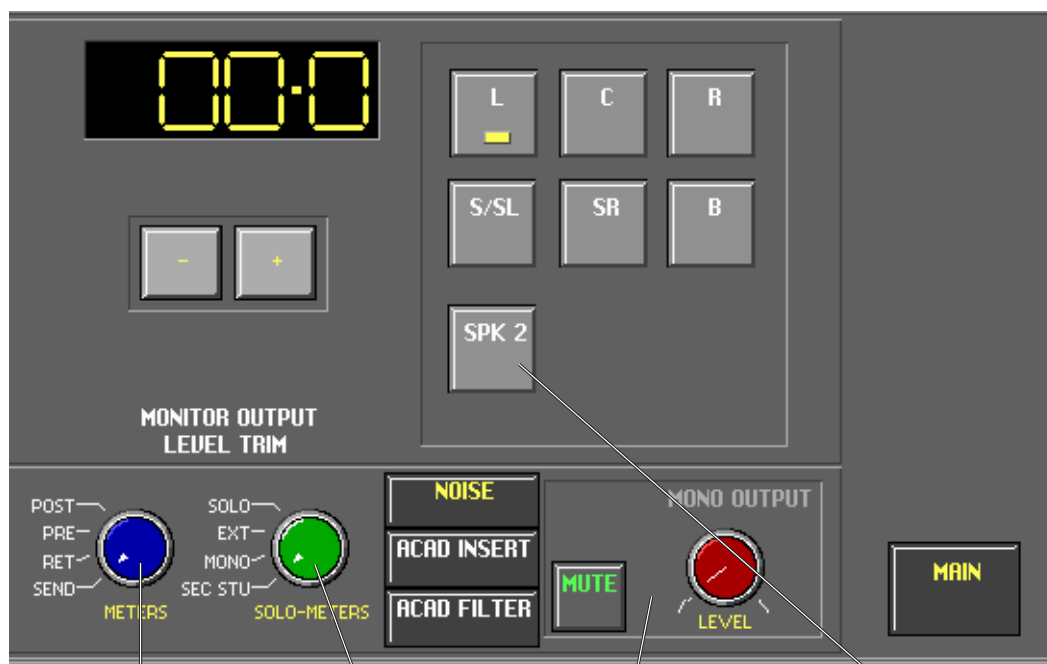 00.0
L
C
R
S/SL
SR
B
- +
SPK 2
MONITOR OUTPUT
LEVEL TRIM
POST
PRE
RET
SEND
METERS
SOLO
EXT
MONO
SEC STU
SOLO-METERS
NOISE
ACAD INSERT
ACAD FILTER
MONO OUTPUT
MUTE
LEVEL
MAIN